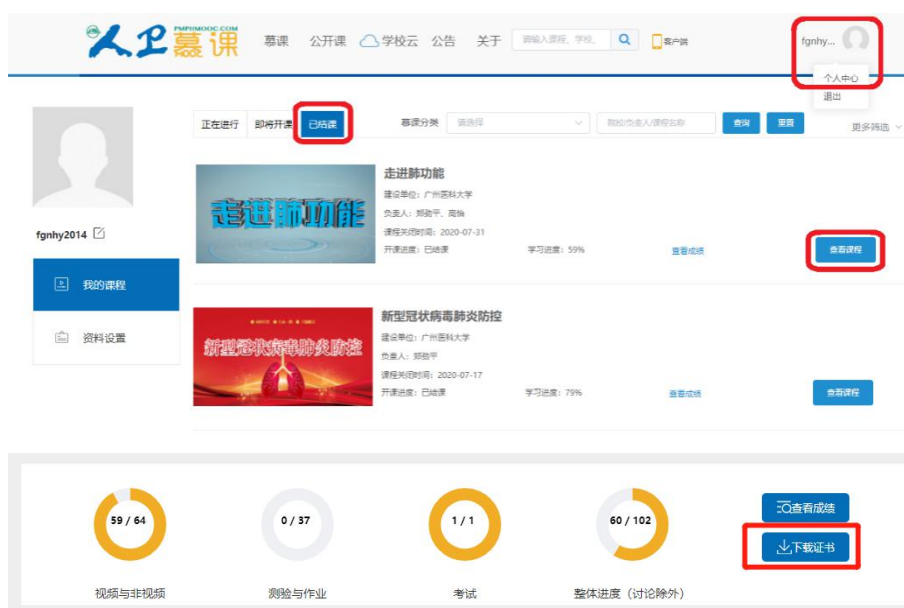 PMPHMOOC.COM
人卫慕课
慕课 公开课 学校云 公告 关于 请输入课程、学校、 客户端 fgnhy...
个人中心
退出
正在进行 即将开课 已结课 慕课分类 请选择 院校/负责人/课程名称 查询 重置 更多筛选
走进肺功能
走进肺功能
建设单位：广州医科大学
负责人：郑劲平、高怡
课程关闭时间：2020-07-31
开课进度：已结课 学习进度：59% 查看成绩 查看课程
fgnhy2014
我的课程
资料设置
新型冠状病毒肺炎防控
新型冠状病毒肺炎防控
建设单位：广州医科大学
负责人：郑劲平
课程关闭时间：2020-07-17
开课进度：已结课 学习进度：79% 查看成绩 查看课程
59 / 64 0 / 37 1 / 1 60 / 102 查看成绩
下载证书
视频与非视频 测验与作业 考试 整体进度（讨论除外）